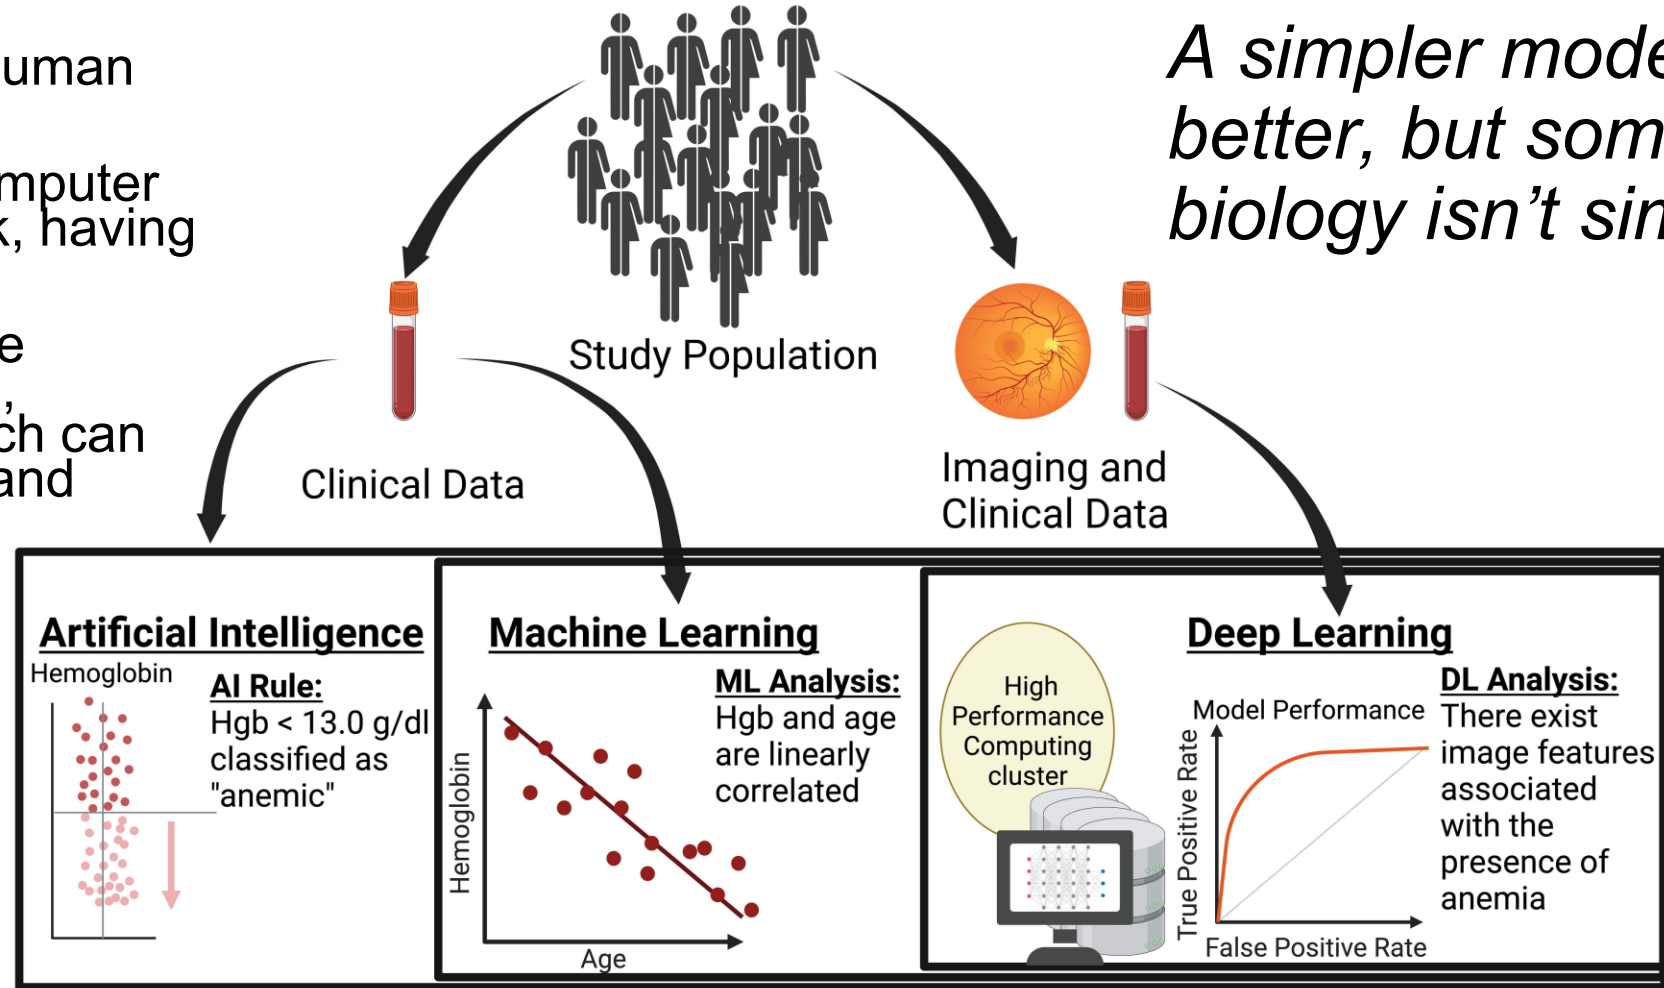 uman
mputer
k, having
e
,
ch can
and
A simpler mode
better, but som
biology isn't sim
Study Population
Clinical Data
Imaging and
Clinical Data
Artificial Intelligence
Hemoglobin
AI Rule:
Hgb < 13.0 g/dl
classified as
"anemic"
Machine Learning
ML Analysis:
Hgb and age
are linearly
correlated
Hemoglobin
Age
Deep Learning
High
Performance
Computing
cluster
Model Performance
True Positive Rate
False Positive Rate
DL Analysis:
There exist
image features
associated
with the
presence of
anemia